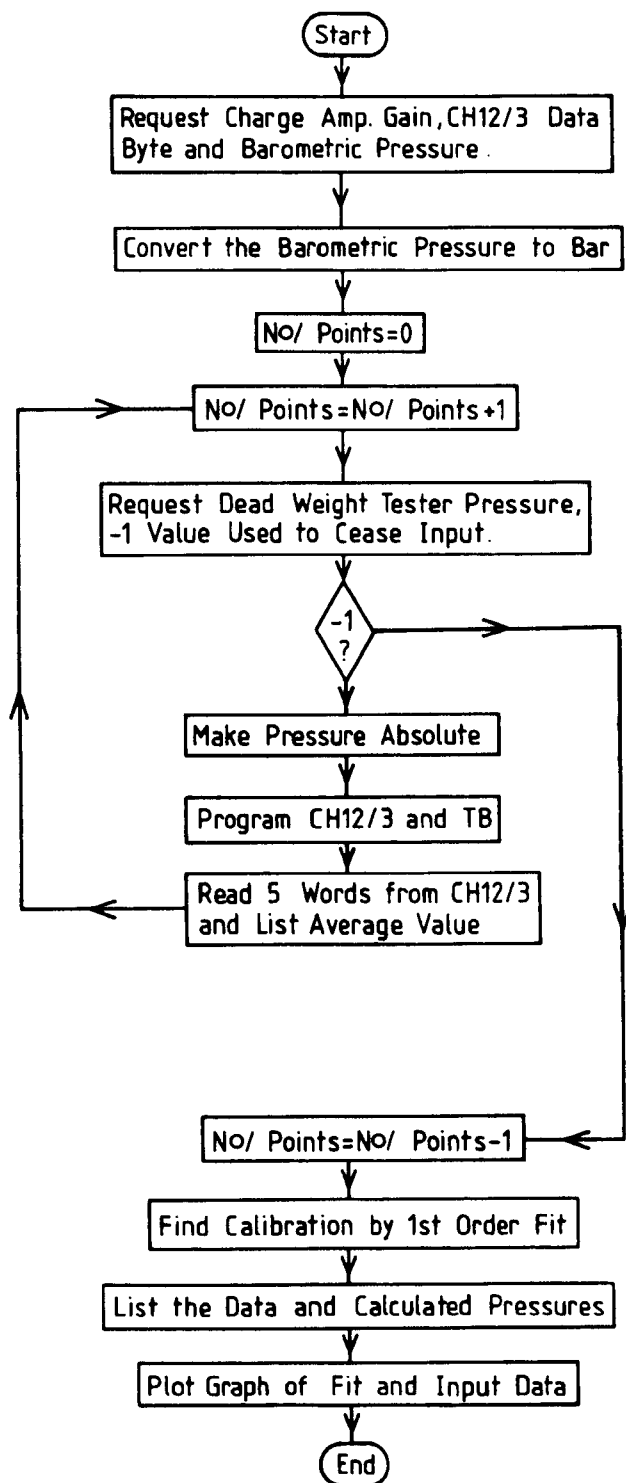 Start
Request Charge Amp. Gain, CH12/3 Data
Byte and Barometric Pressure.
Convert the Barometric Pressure to Bar
No/ Points=0
No/ Points=No/ Points+1
Request Dead Weight Tester Pressure,
-1 Value Used to Cease Input.
-1
?
Make Pressure Absolute
Program CH12/3 and TB
Read 5 Words from CH12/3
and List Average Value
No/ Points=No/ Points-1
Find Calibration by 1st Order Fit
List the Data and Calculated Pressures
Plot Graph of Fit and Input Data
End